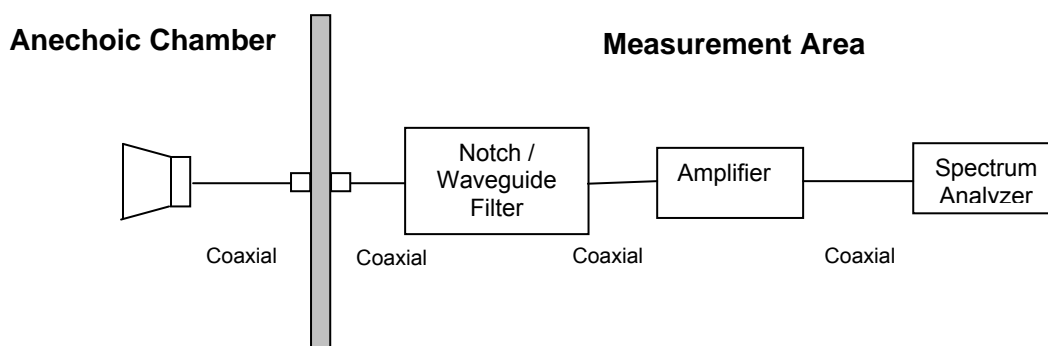 Anechoic Chamber
Measurement Area
Notch /
Waveguide
Filter
Amplifier
Spectrum
Analyzer
Coaxial
Coaxial
Coaxial
Coaxial